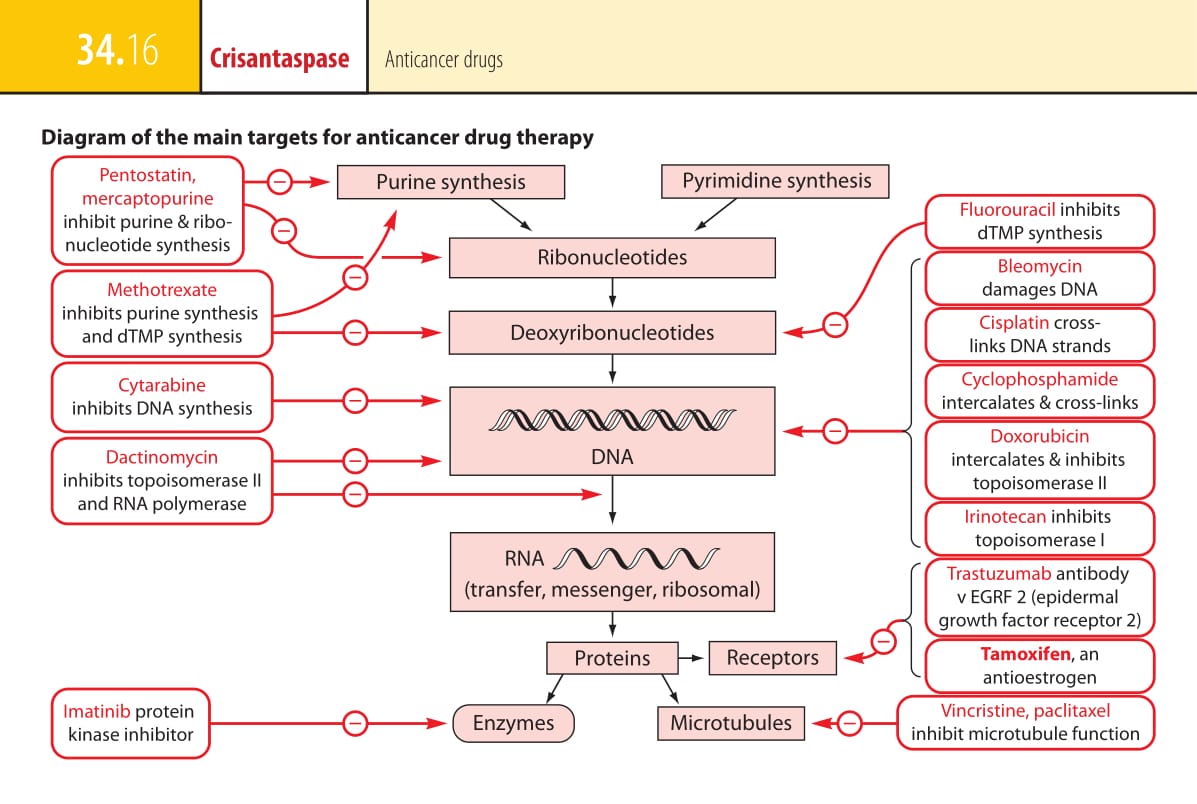 34.16
Crisantaspase
Anticancer drugs
Diagram of the main targets for anticancer drug therapy
Pentostatin,
mercaptopurine
inhibit purine & ribo-
nucleotide synthesis
Methotrexate
inhibits purine synthesis
and dTMP synthesis
Cytarabine
inhibits DNA synthesis
Dactinomycin
inhibits topoisomerase II
and RNA polymerase
Imatinib protein
kinase inhibitor
Purine synthesis
Pyrimidine synthesis
Ribonucleotides
Deoxyribonucleotides
DNA
RNA
(transfer, messenger, ribosomal)
Proteins
Receptors
Enzymes
Microtubules
Fluorouracil inhibits
dTMP synthesis
Bleomycin
damages DNA
Cisplatin cross-
links DNA strands
Cyclophosphamide
intercalates & cross-links
Doxorubicin
intercalates & inhibits
topoisomerase II
Irinotecan inhibits
topoisomerase I
Trastuzumab antibody
v EGRF 2 (epidermal
growth factor receptor 2)
Tamoxifen, an
antioestrogen
Vincristine, paclitaxel
inhibit microtubule function